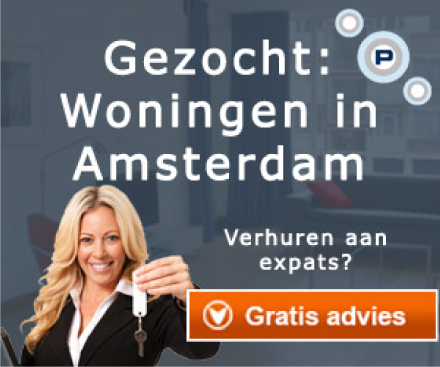 P
Gezocht:
Woningen in
Amsterdam
Verhuren aan
expats?
Gratis advies